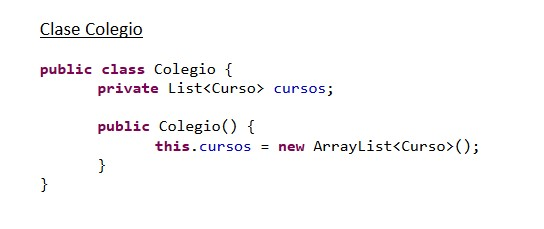 Clase Colegio
public class Colegio {
private List<Curso> cursos;
public Colegio() {
this.cursos = new ArrayList<Curso>();
}
}